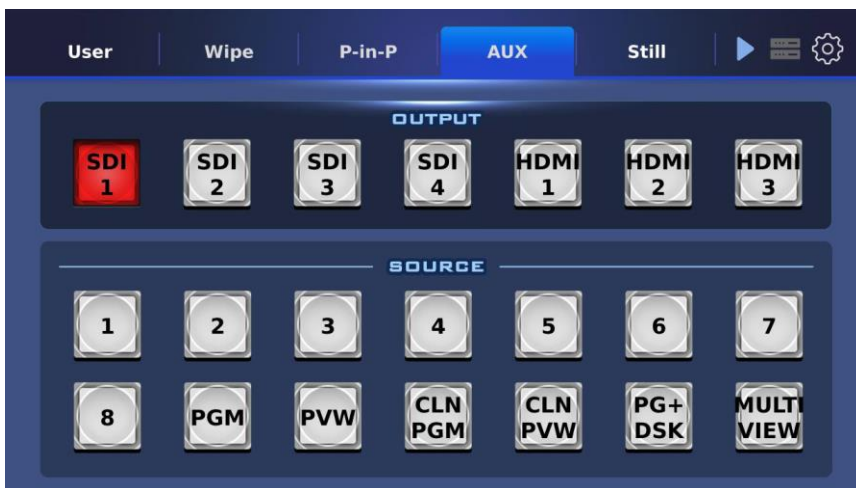 User Wipe P-in-P AUX Still
OUTPUT
SDI 1 SDI 2 SDI 3 SDI 4 HDMI 1 HDMI 2 HDMI 3
SOURCE
1 2 3 4 5 6 7
8 PGM PVW CLN PGM CLN PVW PG+ DSK MULTI VIEW